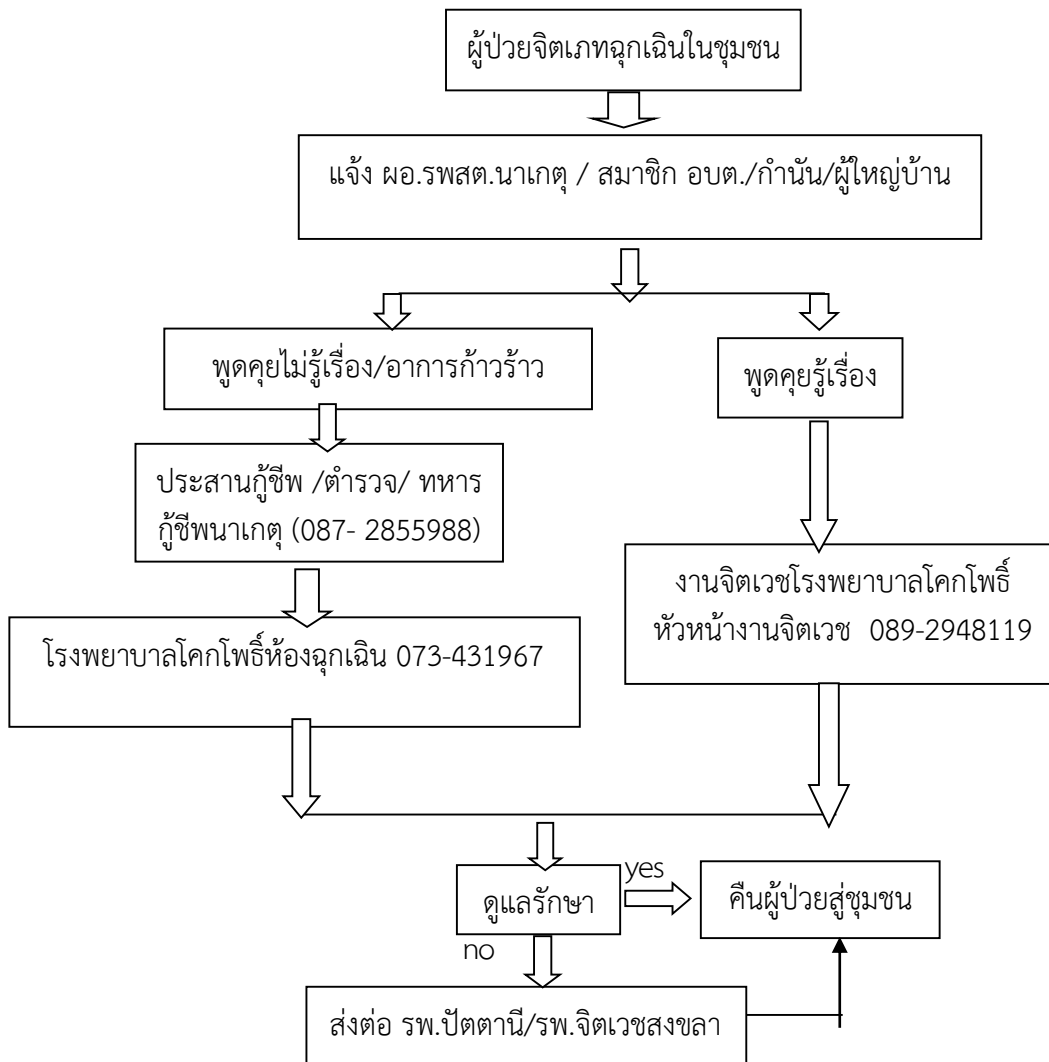 ผู้ป่วยจิตเภทฉุกเฉินในชุมชน
แจ้ง ผอ.รพสต.นาเกตุ / สมาชิก อบต./กำนัน/ผู้ใหญ่บ้าน
พูดคุยไม่รู้เรื่อง/อาการก้าวร้าว
พูดคุยรู้เรื่อง
ประสานกู้ชีพ /ตำรวจ/ ทหาร
กู้ชีพนาเกตุ (087- 2855988)
งานจิตเวชโรงพยาบาลโคกโพธิ์
หัวหน้างานจิตเวช 089-2948119
โรงพยาบาลโคกโพธิ์ห้องฉุกเฉิน 073-431967
ดูแลรักษา
yes
คืนผู้ป่วยสู่ชุมชน
no
ส่งต่อ รพ.ปัตตานี/รพ.จิตเวชสงขลา